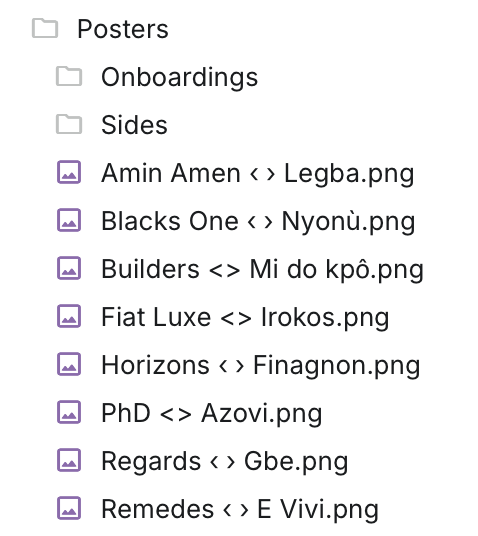 Posters
Onboardings
Sides
Amin Amen ‹ › Legba.png
Blacks One ‹ › Nyonù.png
Builders <> Mi do kpô.png
Fiat Luxe <> Irokos.png
Horizons ‹ › Finagnon.png
PhD <> Azovi.png
Regards ‹ › Gbe.png
Remedes ‹ › E Vivi.png